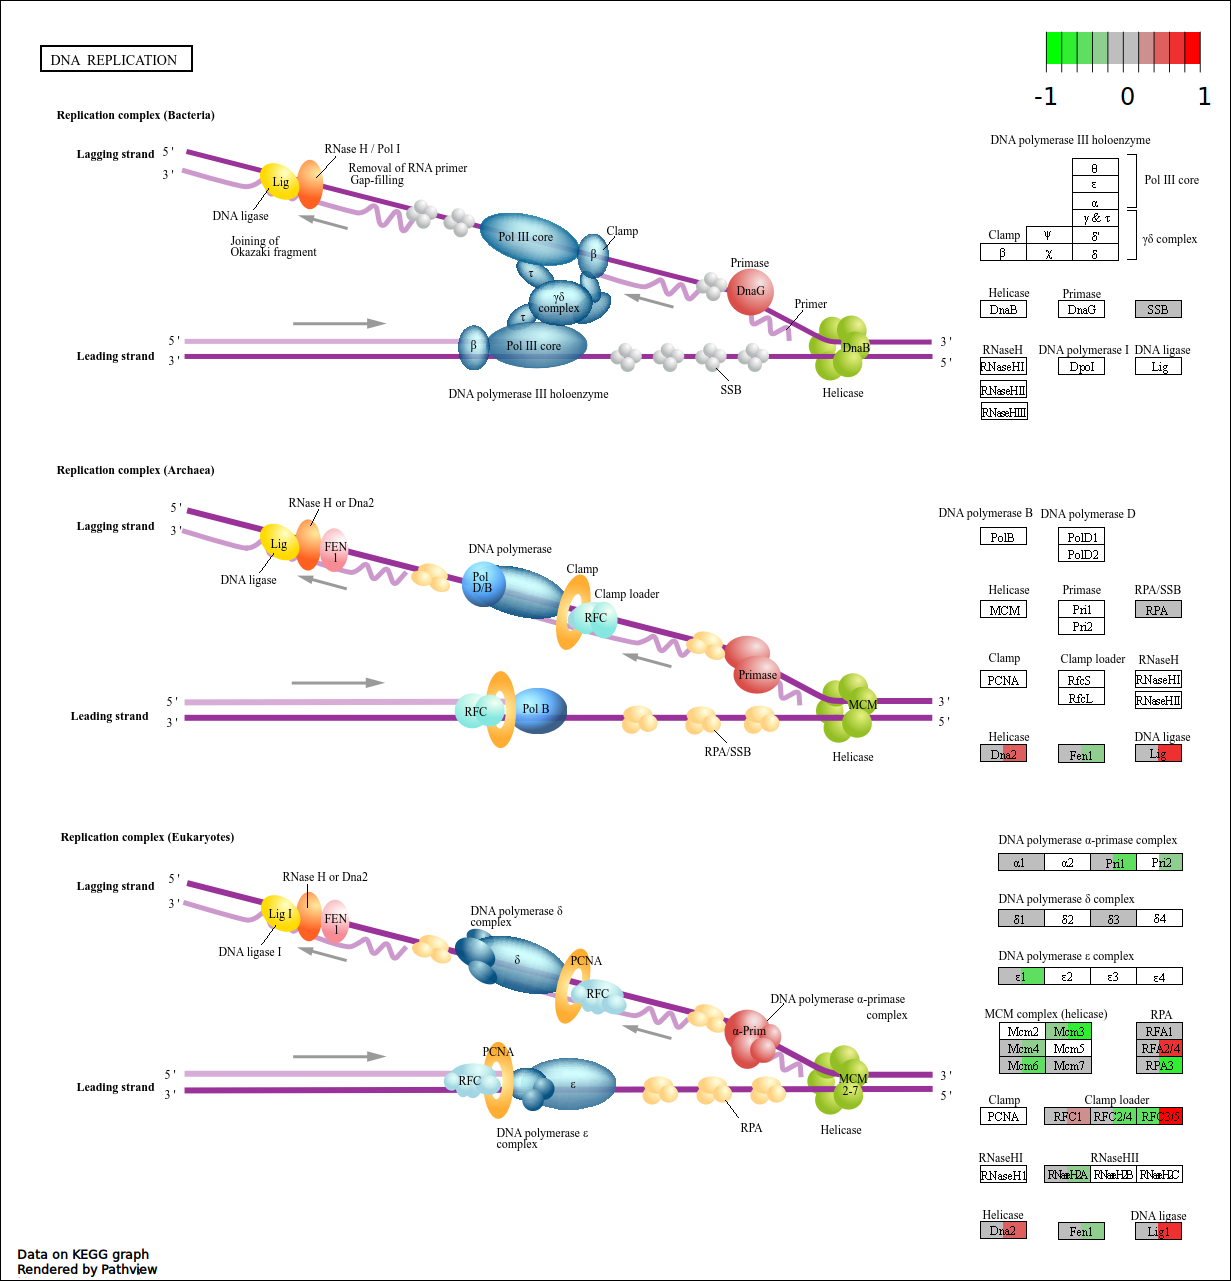 DNA REPLICATION
-1 0 1
Replication complex (Bacteria)
Lagging strand 5 '
3 '
RNase H / Pol I
Removal of RNA primer
Gap-filling
Lig
DNA ligase
Joining of
Okazaki fragment
Pol III core
Clamp
β
τ
γδ
complex
τ
Primase
DnaG
Primer
5 '
Leading strand 3 '
β
Pol III core
DnaB
3 '
5 '
SSB
Helicase
DNA polymerase III holoenzyme
DNA polymerase III holoenzyme
θ
ε
α
Pol III core
γ & τ
Clamp ψ δ'
β χ δ
γδ complex
Helicase Primase
DnaB DnaG SSB
RNaseH DNA polymerase I DNA ligase
RNaseHI DpoI Lig
RNaseHII
RNaseHIII
Replication complex (Archaea)
Lagging strand 5 '
3 '
RNase H or Dna2
Lig
FEN
1
DNA ligase
DNA polymerase
Pol
D/B
Clamp
Clamp loader
RFC
Primase
5 '
Leading strand 3 '
RFC
Pol B
MCM
3 '
5 '
RPA/SSB
Helicase
DNA polymerase B DNA polymerase D
PolB PolD1
PolD2
Helicase Primase RPA/SSB
MCM Pri1 RPA
Pri2
Clamp Clamp loader RNaseH
PCNA RfcS RNaseHI
RfcL RNaseHII
Helicase DNA ligase
Dna2 Fen1 Lig
Replication complex (Eukaryotes)
Lagging strand 5 '
3 '
RNase H or Dna2
Lig I
FEN
1
DNA ligase I
DNA polymerase δ
complex
δ
PCNA
RFC
DNA polymerase α-primase
complex
α-Prim
5 '
Leading strand 3 '
PCNA
RFC
ε
MCM
2-7
3 '
5 '
RPA
Helicase
DNA polymerase ε
complex
DNA polymerase α-primase complex
α1 α2 Pri1 Pri2
DNA polymerase δ complex
δ1 δ2 δ3 δ4
DNA polymerase ε complex
ε1 ε2 ε3 ε4
MCM complex (helicase) RPA
Mcm2 Mcm3 RFA1
Mcm4 Mcm5 RFA2/4
Mcm6 Mcm7 RPA3
Clamp Clamp loader
PCNA RFC1 RFC2/4 RFC3/5
RNaseHI RNaseHII
RNaseH1 RNaseH2A RNaseH2B RNaseH2C
Helicase DNA ligase
Dna2 Fen1 Lig1
Data on KEGG graph
Rendered by Pathview